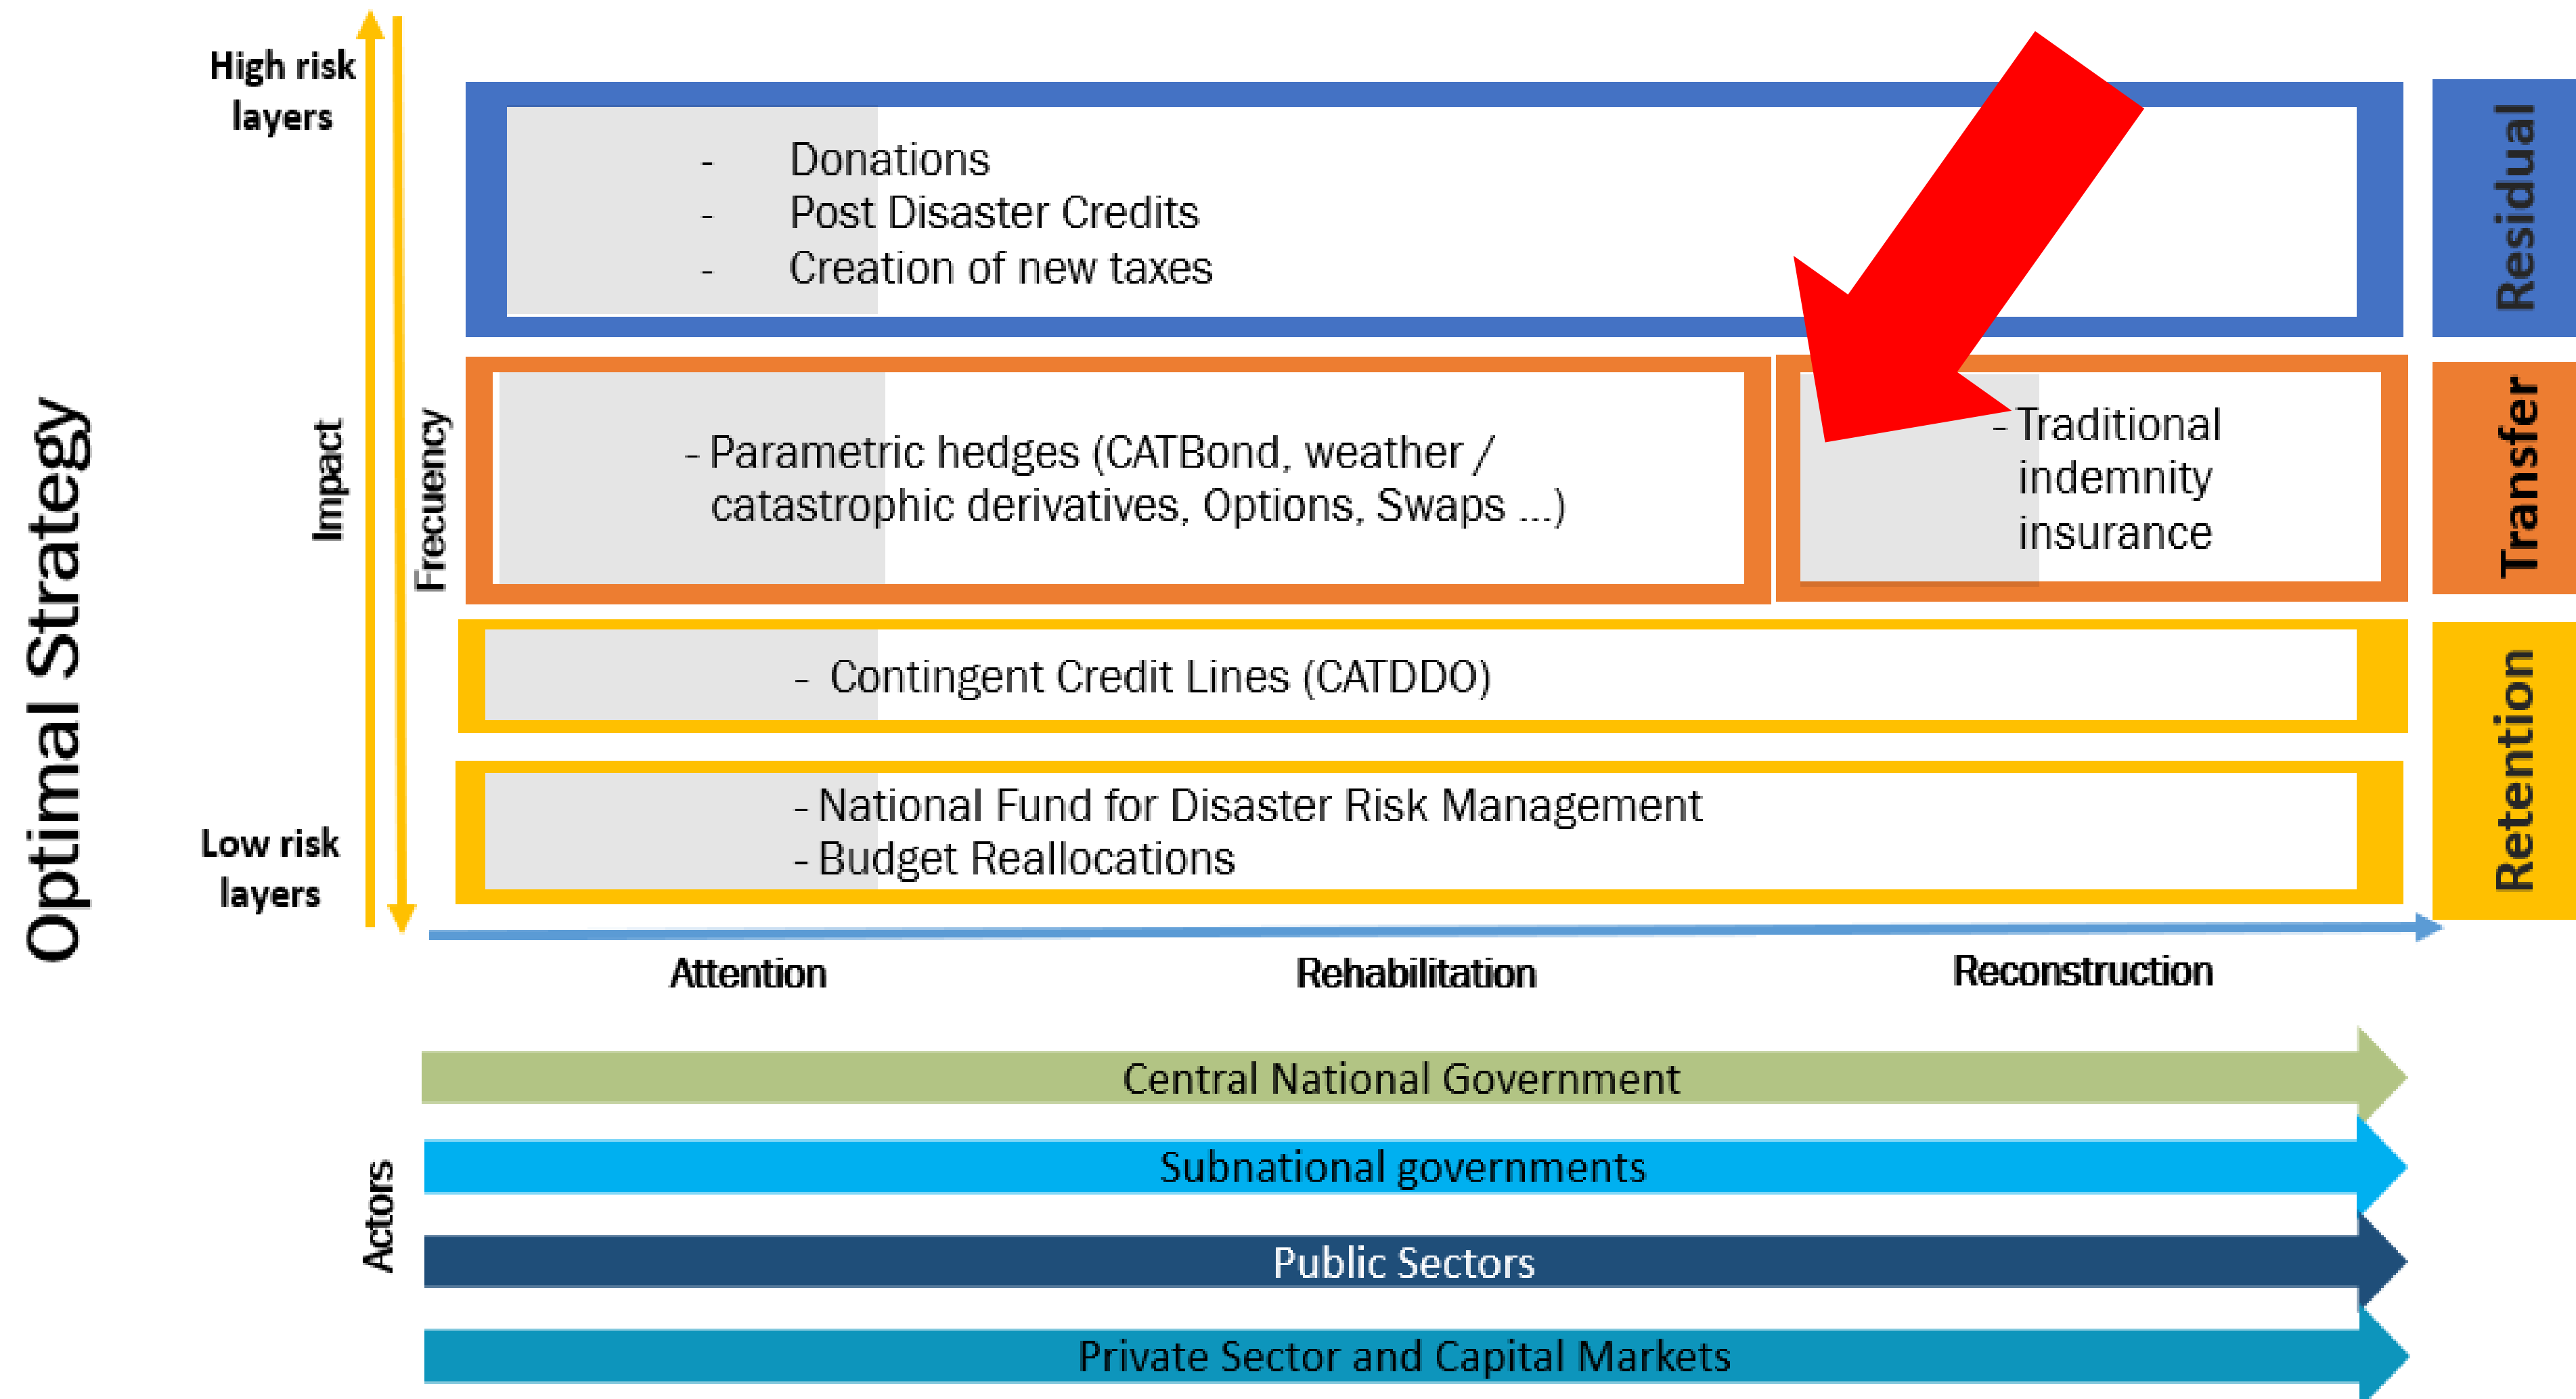 Optimal Strategy
High risk
layers
Impact
Frecuency
Low risk
layers
- Donations
- Post Disaster Credits
- Creation of new taxes
Residual
- Parametric hedges (CATBond, weather /
catastrophic derivatives, Options, Swaps ...)
- Traditional
indemnity
insurance
Transfer
- Contingent Credit Lines (CATDDO)
- National Fund for Disaster Risk Management
- Budget Reallocations
Retention
Attention
Rehabilitation
Reconstruction
Actors
Central National Government
Subnational governments
Public Sectors
Private Sector and Capital Markets